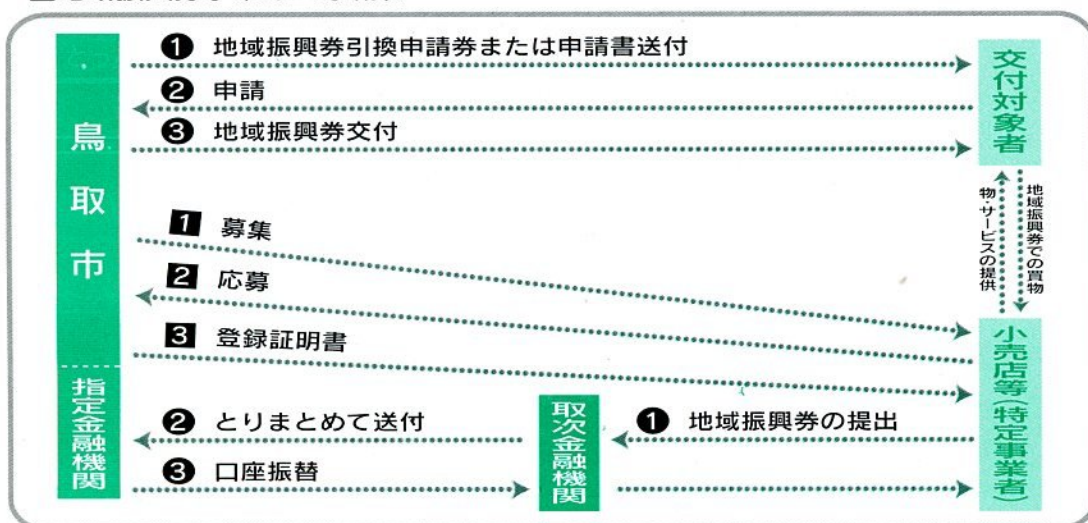 鳥取市
指定金融機関
❶ 地域振興券引換申請券または申請書送付
❷ 申請
❸ 地域振興券交付
交付対象者
物・サービスの提供
地域振興券での買物
1 募集
2 応募
3 登録証明書
小売店等(特定事業者)
❶ 地域振興券の提出
取次金融機関
❷ とりまとめて送付
❸ 口座振替